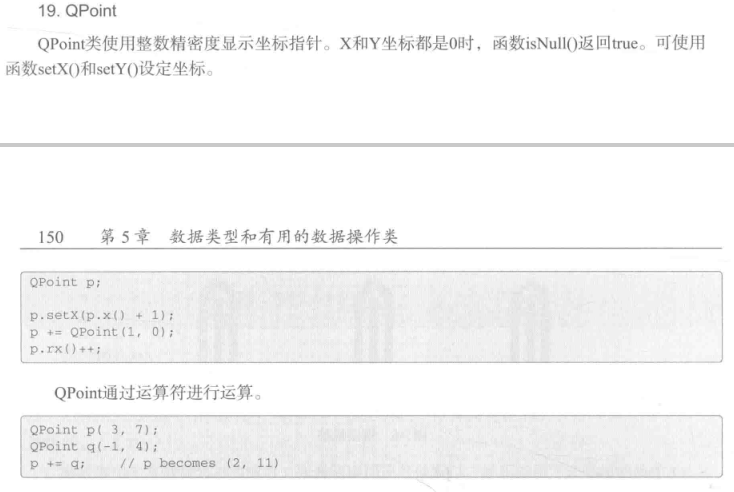 19. QPoint
QPoint类使用整数精密度显示坐标指针。X和Y坐标都是0时，函数isNull()返回true。可使用
函数setX()和setY()设定坐标。
150 第 5 章 数据类型和有用的数据操作类
QPoint p;
p.setX(p.x() + 1);
p += QPoint(1, 0);
p.rx()++;
QPoint通过运算符进行运算。
QPoint p( 3, 7);
QPoint q(-1, 4);
p += q; // p becomes (2, 11)